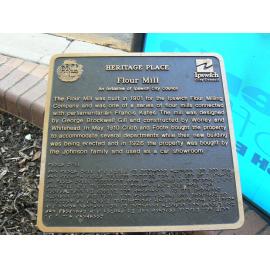 HERITAGE PLACE
Ipswich
Flour Mill
An initiative of Ipswich City Council
The Flour Mill was built in 1901 for the Ipswich Flour Milling
Company and was one of a series of flour mills connected
with parliamentarian Francis Kates. The mill was designed
by George Brockwell Gill and constructed by Worley and
Whitehead. In May 1910 Cribb and Foote bought the property
to accommodate several departments while their new building
was being erected and in 1928 the property was bought by
the Johnson family and used as a car showroom.